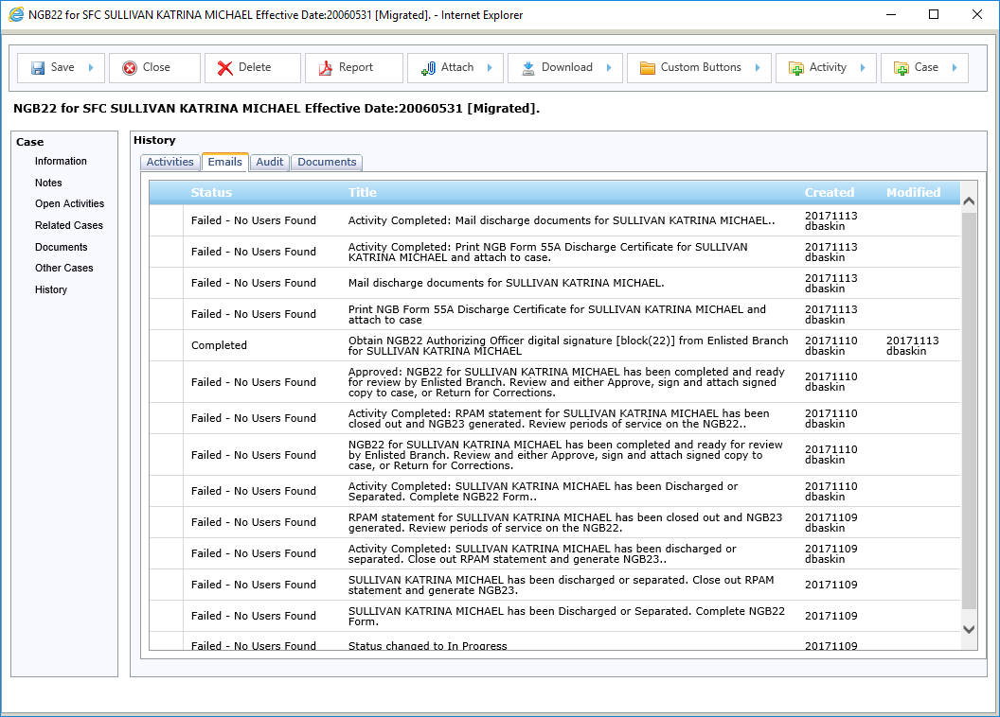 NGB22 for SFC SULLIVAN KATRINA MICHAEL Effective Date:20060531 [Migrated]. - Internet Explorer
Save Close Delete Report Attach Download Custom Buttons Activity Case
NGB22 for SFC SULLIVAN KATRINA MICHAEL Effective Date:20060531 [Migrated].
Case
Information
Notes
Open Activities
Related Cases
Documents
Other Cases
History
History
Activities Emails Audit Documents
Status Title Created Modified
Failed - No Users Found Activity Completed: Mail discharge documents for SULLIVAN KATRINA MICHAEL.. 20171113
dbaskin
Failed - No Users Found Activity Completed: Print NGB Form 55A Discharge Certificate for SULLIVAN 20171113
KATRINA MICHAEL and attach to case. dbaskin
Failed - No Users Found Mail discharge documents for SULLIVAN KATRINA MICHAEL. 20171113
dbaskin
Failed - No Users Found Print NGB Form 55A Discharge Certificate for SULLIVAN KATRINA MICHAEL and 20171113
attach to case dbaskin
Completed Obtain NGB22 Authorizing Officer digital signature [block(22)] from Enlisted Branch 20171110 20171113
for SULLIVAN KATRINA MICHAEL dbaskin dbaskin
Approved: NGB22 for SULLIVAN KATRINA MICHAEL has been completed and ready
Failed - No Users Found for review by Enlisted Branch. Review and either Approve, sign and attach signed 20171110
copy to case, or Return for Corrections. dbaskin
Failed - No Users Found Activity Completed: RPAM statement for SULLIVAN KATRINA MICHAEL has been 20171110
closed out and NGB23 generated. Review periods of service on the NGB22.. dbaskin
NGB22 for SULLIVAN KATRINA MICHAEL has been completed and ready for review
Failed - No Users Found by Enlisted Branch. Review and either Approve, sign and attach signed copy to 20171110
case, or Return for Corrections. dbaskin
Failed - No Users Found Activity Completed: SULLIVAN KATRINA MICHAEL has been Discharged or 20171110
Separated. Complete NGB22 Form.. dbaskin
Failed - No Users Found RPAM statement for SULLIVAN KATRINA MICHAEL has been closed out and NGB23 20171109
generated. Review periods of service on the NGB22. dbaskin
Failed - No Users Found Activity Completed: SULLIVAN KATRINA MICHAEL has been discharged or 20171109
separated. Close out RPAM statement and generate NGB23.. dbaskin
Failed - No Users Found SULLIVAN KATRINA MICHAEL has been discharged or separated. Close out RPAM 20171109
statement and generate NGB23.
Failed - No Users Found SULLIVAN KATRINA MICHAEL has been Discharged or Separated. Complete NGB22 20171109
Form.
Failed - No Users Found Status changed to In Progress 20171109